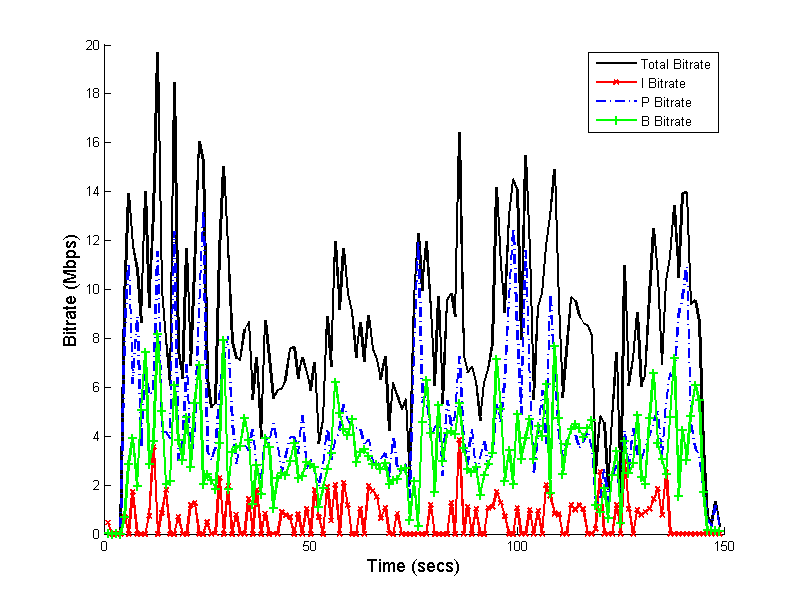 20
18
16
14
12
10
8
6
4
2
0
0
50
100
150
Bitrate (Mbps)
Time (secs)
Total Bitrate
I Bitrate
P Bitrate
B Bitrate